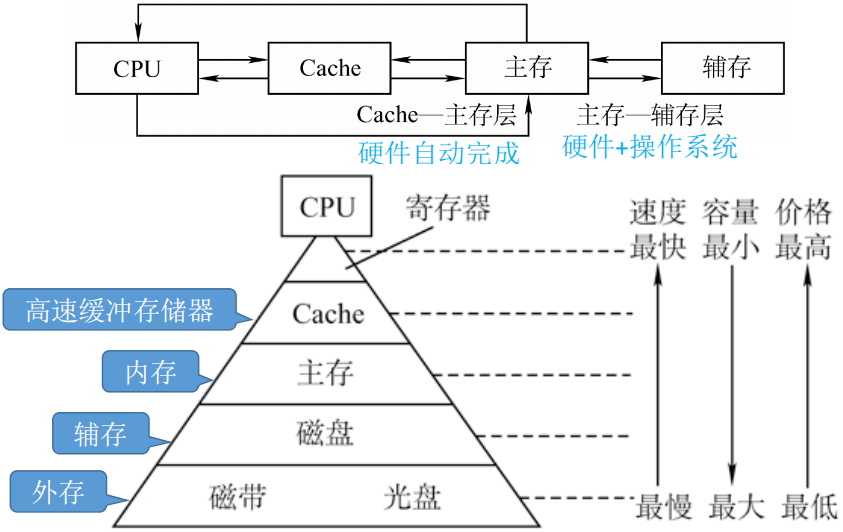 CPU
Cache
主存
辅存
Cache—主存层
主存—辅存层
硬件自动完成
硬件+操作系统
CPU
寄存器
速度 容量 价格
最快 最小 最高
高速缓冲存储器
Cache
内存
主存
辅存
磁盘
外存
磁带
光盘
最慢 最大 最低